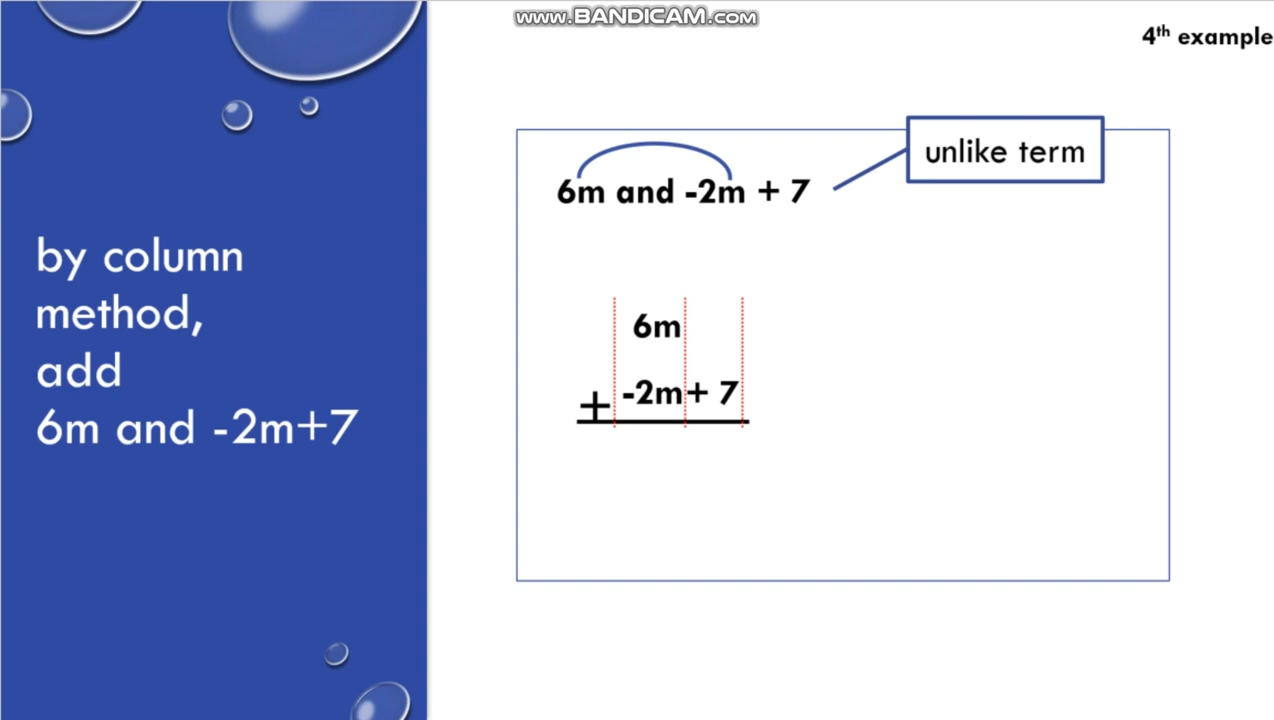 www.BANDICAM.com
4th example
by column
method,
add
6m and -2m+7
unlike term
6m and -2m + 7
6m
+ -2m + 7